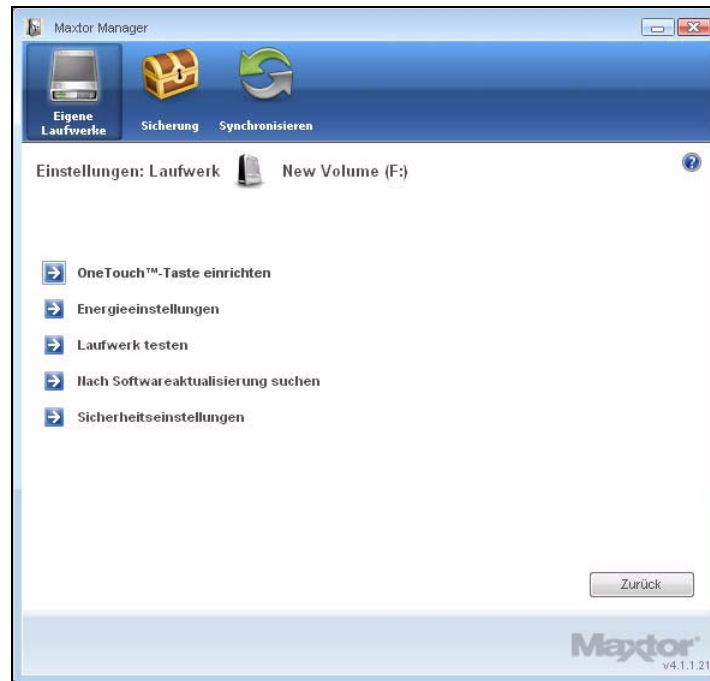 Maxtor Manager
Eigene
Laufwerke
Sicherung
Synchronisieren
Einstellungen: Laufwerk New Volume (F:)
OneTouch™-Taste einrichten
Energieeinstellungen
Laufwerk testen
Nach Softwareaktualisierung suchen
Sicherheitseinstellungen
Zurück
Maxtor
v4.1.1.21